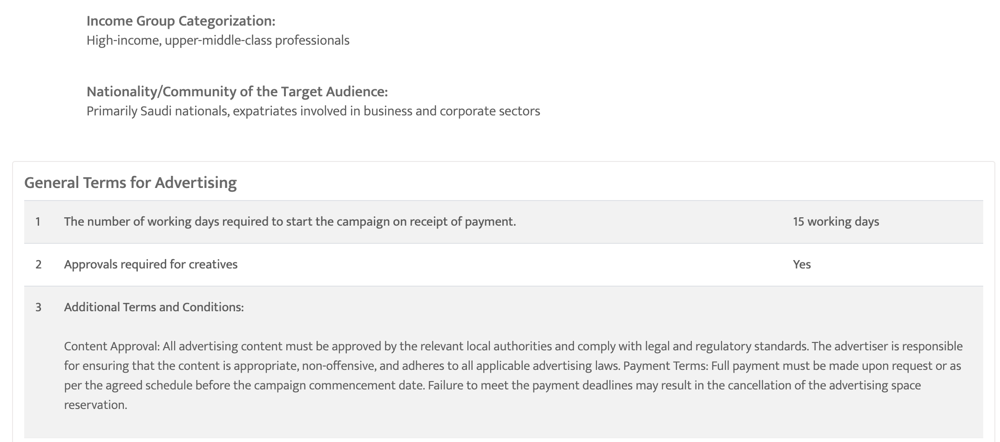 Income Group Categorization:
High-income, upper-middle-class professionals
Nationality/Community of the Target Audience:
Primarily Saudi nationals, expatriates involved in business and corporate sectors
General Terms for Advertising
1 The number of working days required to start the campaign on receipt of payment. 15 working days
2 Approvals required for creatives Yes
3 Additional Terms and Conditions:
Content Approval: All advertising content must be approved by the relevant local authorities and comply with legal and regulatory standards. The advertiser is responsible
for ensuring that the content is appropriate, non-offensive, and adheres to all applicable advertising laws. Payment Terms: Full payment must be made upon request or as
per the agreed schedule before the campaign commencement date. Failure to meet the payment deadlines may result in the cancellation of the advertising space
reservation.